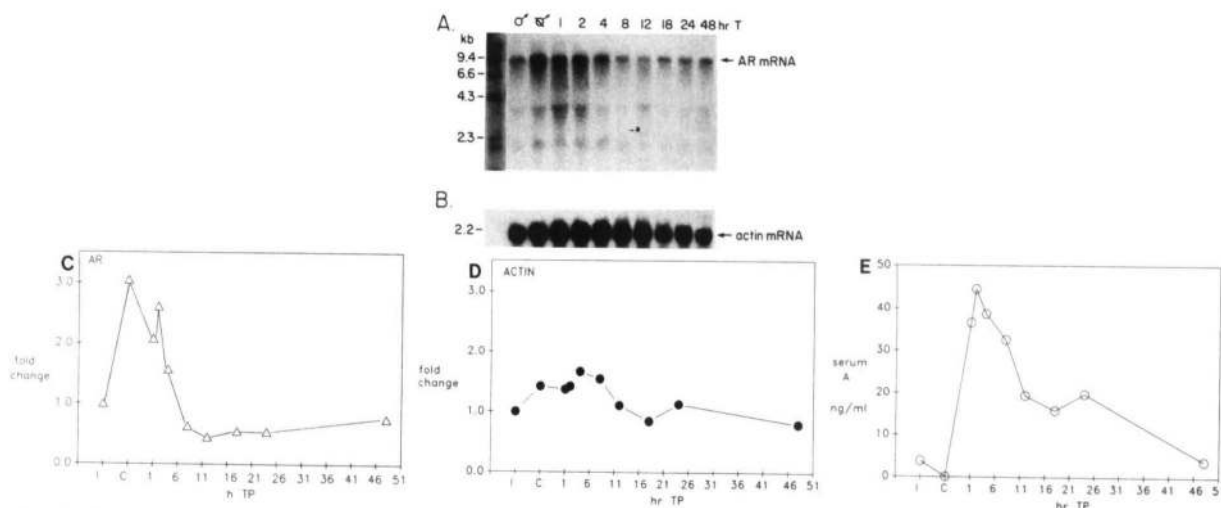 A.
♂ ♂ 1 2 4 8 12 18 24 48 hr T
kb
9.4
6.6
4.3
2.3
← AR mRNA
B.
2.2
← actin mRNA
C AR
3.0
2.0
1.0
0.0
fold
change
I C 1 6 11 16 21 26 31 36 41 46 51
h TP
D ACTIN
3.0
2.0
1.0
0.0
fold
change
I C 1 6 11 16 21 26 31 36 41 46 51
hr TP
E
50
40
30
20
10
0
serum
A
ng/ml
I C 1 6 11 16 21 26 31 36 41 46 5
hr TP